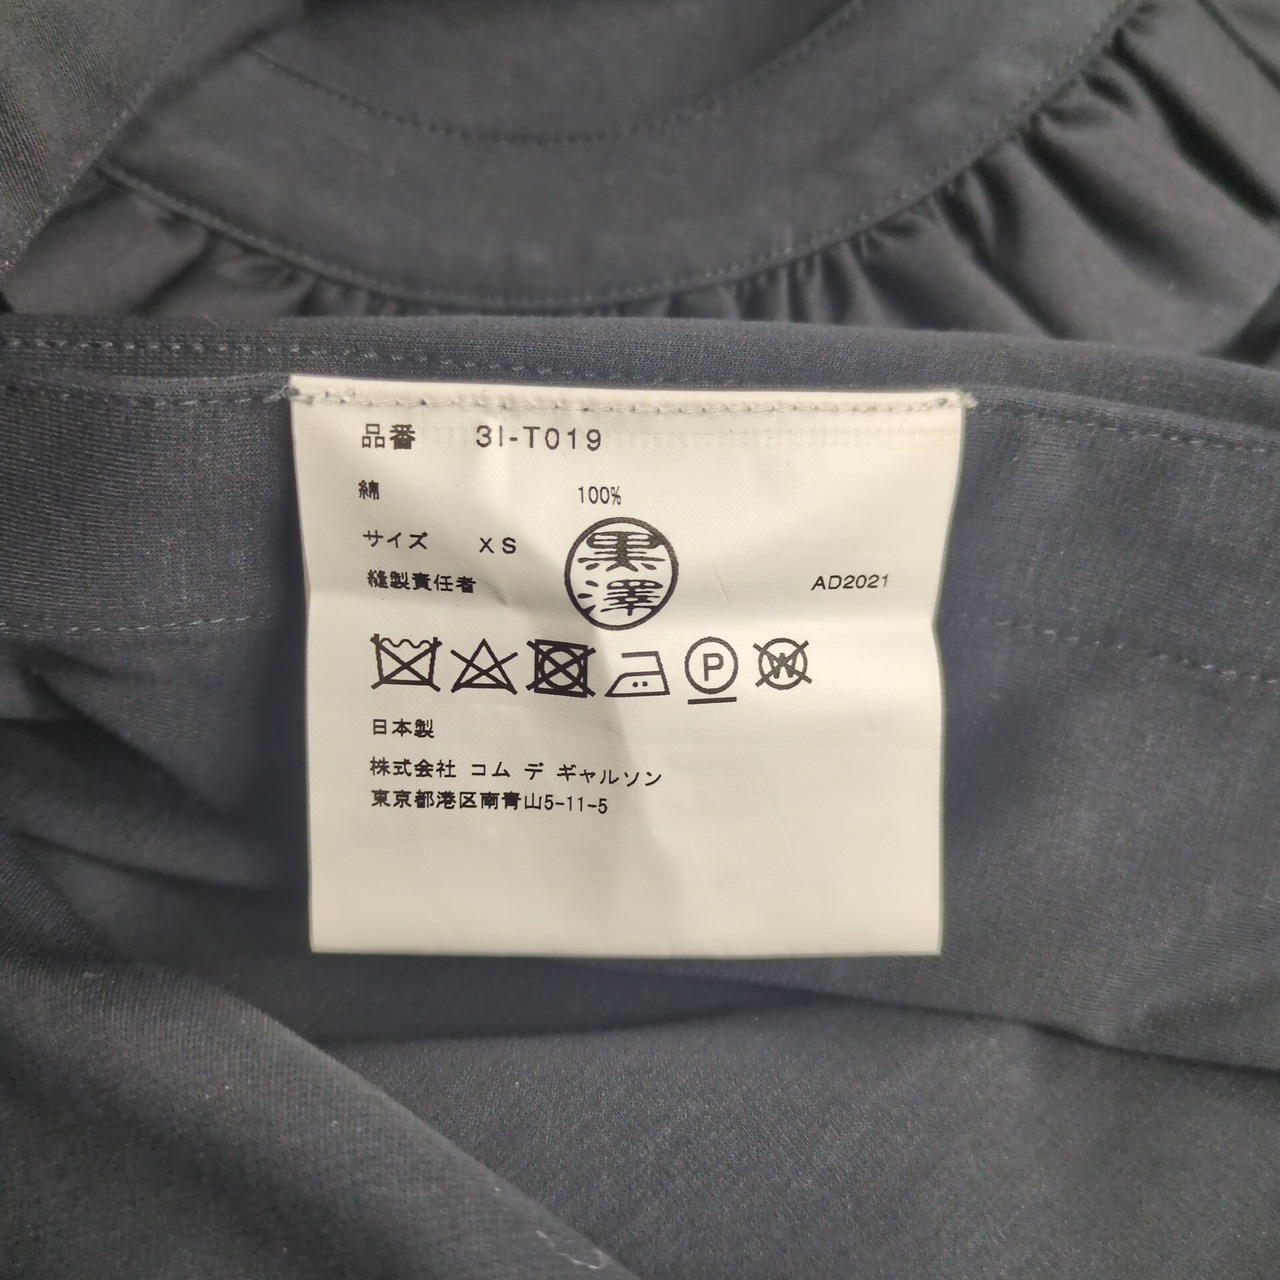 品番 3I-T019
綿 100%
サイズ XS
縫製責任者 黒澤 AD2021
P W
日本製
株式会社 コム デ ギャルソン
東京都港区南青山5-11-5